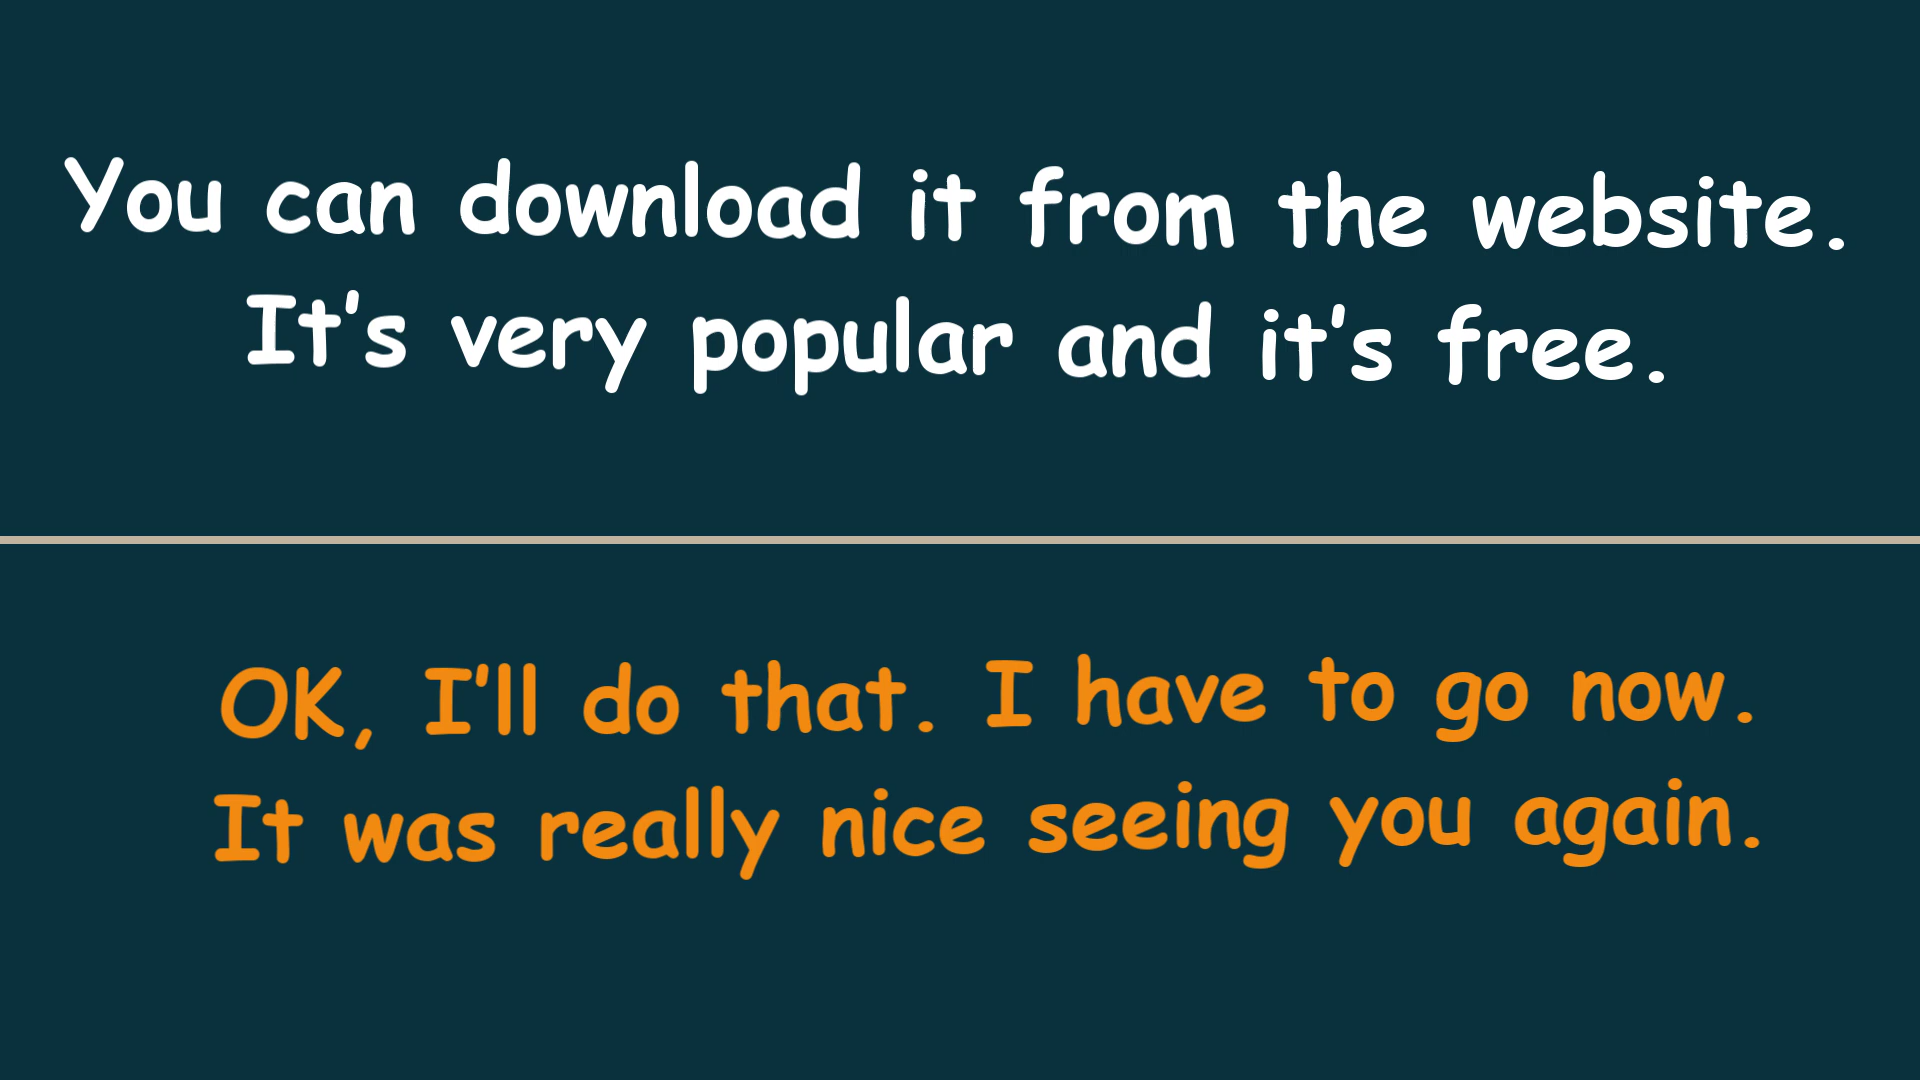 You can download it from the website.
It's very popular and it's free.
OK, I'll do that. I have to go now.
It was really nice seeing you again.